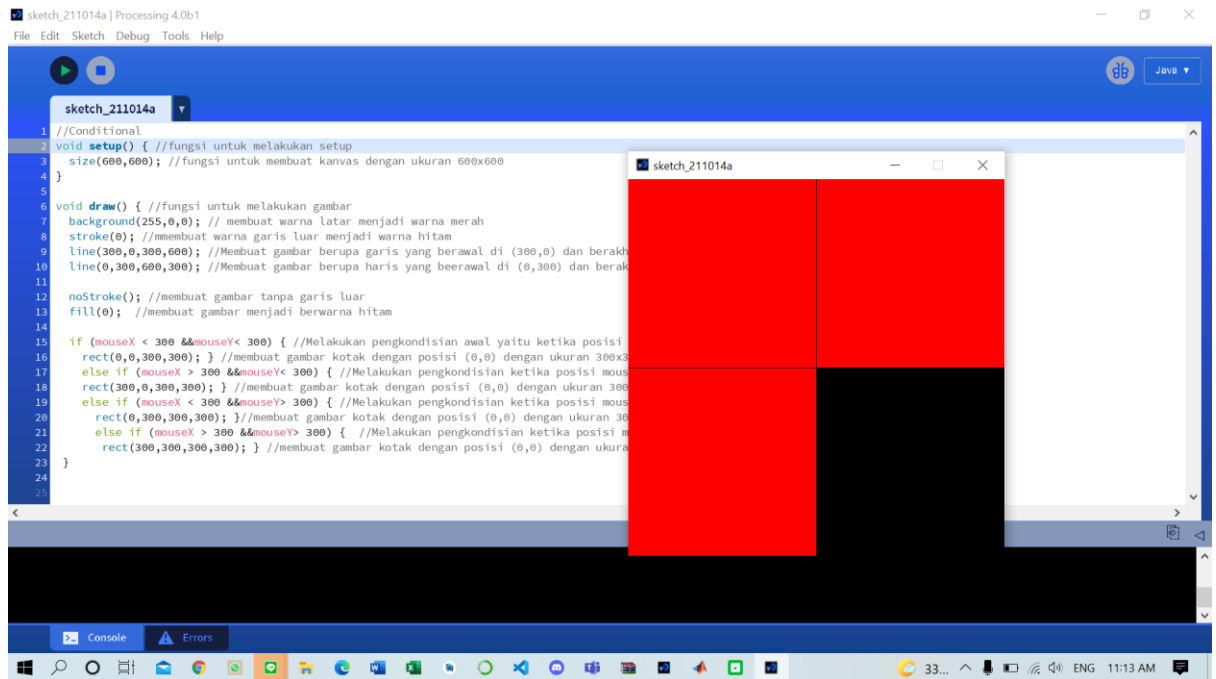 sketch_211014a | Processing 4.0b1
File Edit Sketch Debug Tools Help
Java ▾
sketch_211014a
1 //Conditional
2 void setup() { //fungsi untuk melakukan setup
3 size(600,600); //fungsi untuk membuat kanvas dengan ukuran 600x600
4 }
5
6 void draw() { //fungsi untuk melakukan gambar
7 background(255,0,0); // membuat warna latar menjadi warna merah
8 stroke(0); //mmembuat warna garis luar menjadi warna hitam
9 line(300,0,300,600); //Membuat gambar berupa garis yang berawal di (300,0) dan berakh
10 line(0,300,600,300); //Membuat gambar berupa haris yang beerawal di (0,300) dan berak
11
12 noStroke(); //membuat gambar tanpa garis luar
13 fill(0); //membuat gambar menjadi berwarna hitam
14
15 if (mouseX < 300 &&mouseY< 300) { //Melakukan pengkondisian awal yaitu ketika posisi
16 rect(0,0,300,300); } //membuat gambar kotak dengan posisi (0,0) dengan ukuran 300x3
17 else if (mouseX > 300 &&mouseY< 300) { //Melakukan pengkondisian ketika posisi mous
18 rect(300,0,300,300); } //membuat gambar kotak dengan posisi (0,0) dengan ukuran 300
19 else if (mouseX < 300 &&mouseY> 300) { //Melakukan pengkondisian ketika posisi mous
20 rect(0,300,300,300); }//membuat gambar kotak dengan posisi (0,0) dengan ukuran 30
21 else if (mouseX > 300 &&mouseY> 300) { //Melakukan pengkondisian ketika posisi m
22 rect(300,300,300,300); } //membuat gambar kotak dengan posisi (0,0) dengan ukura
23 }
24
25
sketch_211014a
Console
Errors
33... ENG 11:13 AM